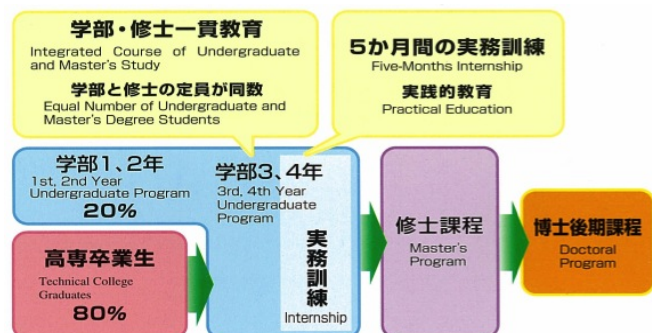 学部・修士一貫教育
Integrated Course of Undergraduate
and Master's Study
学部と修士の定員が同数
Equal Number of Undergraduate and
Master's Degree Students
5か月間の実務訓練
Five-Months Internship
実践的教育
Practical Education
学部1、2年
1st, 2nd Year
Undergraduate Program
20%
学部3、4年
3rd, 4th Year
Undergraduate
Program
実務訓練
Internship
高専卒業生
Technical College
Graduates
80%
修士課程
Master's
Program
博士後期課程
Doctoral
Program